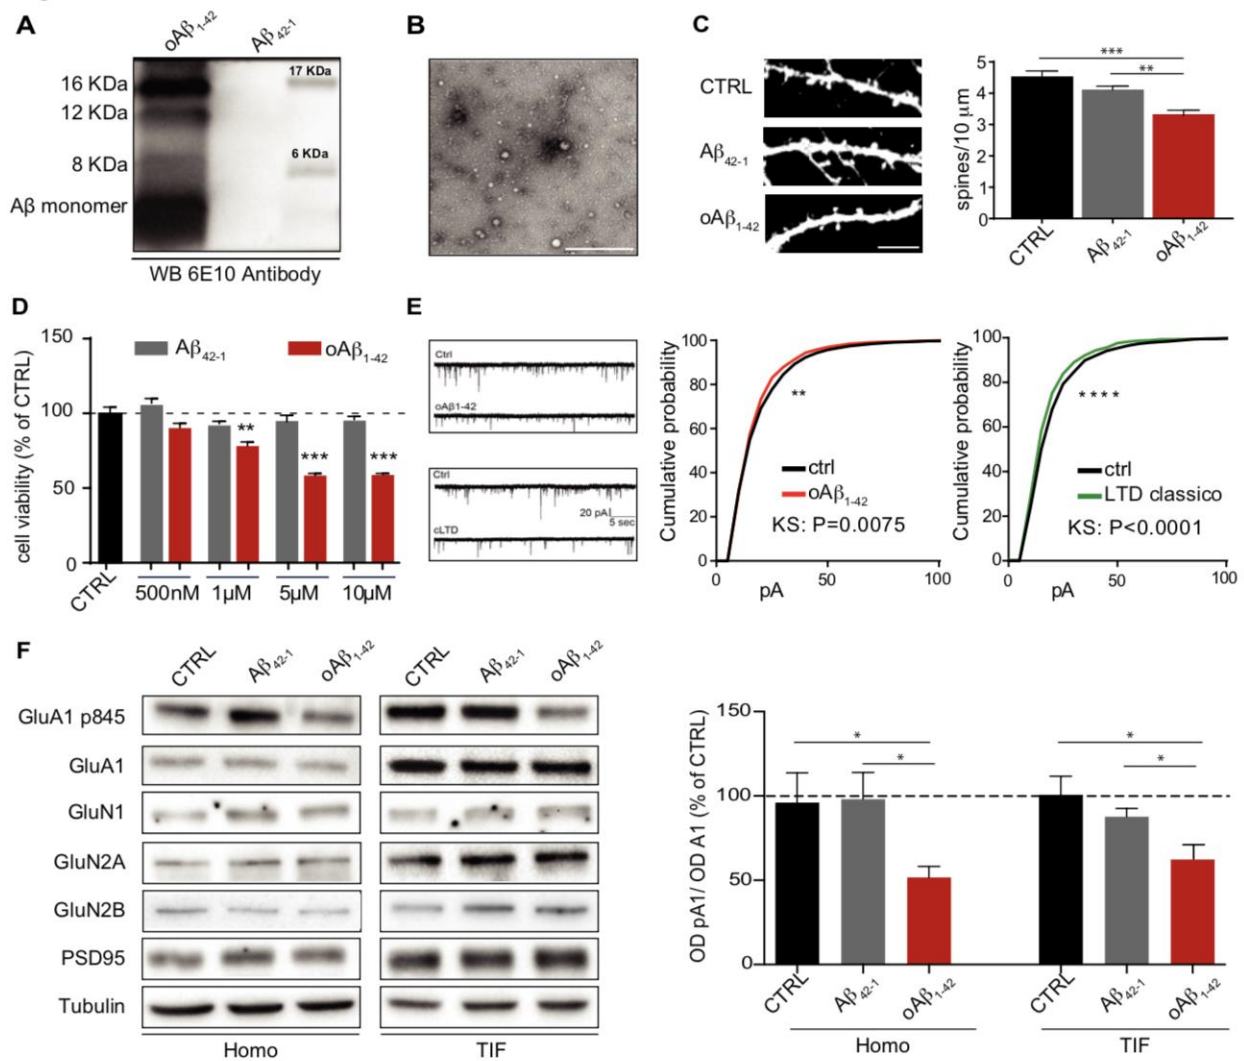 A
oAβ1-42
Aβ42-1
17 KDa
16 KDa
12 KDa
6 KDa
8 KDa
Aβ monomer
WB 6E10 Antibody
B
C
CTRL
Aβ42-1
oAβ1-42
***
**
5
4
3
2
1
0
spines/10 μm
CTRL
Aβ42-1
oAβ1-42
D
150
100
50
0
cell viability (% of CTRL)
Aβ42-1
oAβ1-42
**
***
***
CTRL
500nM
1μM
5μM
10μM
E
Ctrl
oAβ1-42
Ctrl
20 pA
5 sec
cLTD
Cumulative probability
100
80
60
40
20
0
**
ctrl
oAβ1-42
KS: P=0.0075
0
50
100
pA
Cumulative probability
100
80
60
40
20
0
****
ctrl
LTD classico
KS: P<0.0001
0
50
100
pA
F
CTRL
Aβ42-1
oAβ1-42
CTRL
Aβ42-1
oAβ1-42
GluA1 p845
GluA1
GluN1
GluN2A
GluN2B
PSD95
Tubulin
Homo
TIF
OD pA1/ OD A1 (% of CTRL)
150
100
50
0
*
*
*
*
CTRL
Aβ42-1
oAβ1-42
CTRL
Aβ42-1
oAβ1-42
Homo
TIF